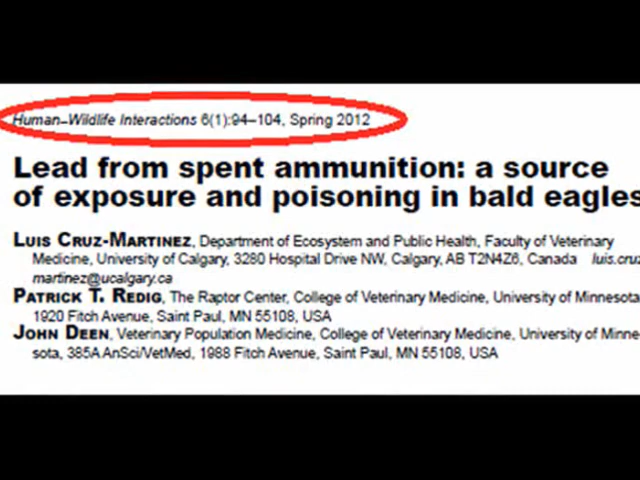 Human–Wildlife Interactions 6(1):94–104, Spring 2012
Lead from spent ammunition: a source
of exposure and poisoning in bald eagles
LUIS CRUZ-MARTINEZ, Department of Ecosystem and Public Health, Faculty of Veterinary
Medicine, University of Calgary, 3280 Hospital Drive NW, Calgary, AB T2N4Z6, Canada luis.cruz
martinez@ucalgary.ca
PATRICK T. REDIG, The Raptor Center, College of Veterinary Medicine, University of Minnesota
1920 Fitch Avenue, Saint Paul, MN 55108, USA
JOHN DEEN, Veterinary Population Medicine, College of Veterinary Medicine, University of Minne-
sota, 385A AnSci/VetMed, 1988 Fitch Avenue, Saint Paul, MN 55108, USA